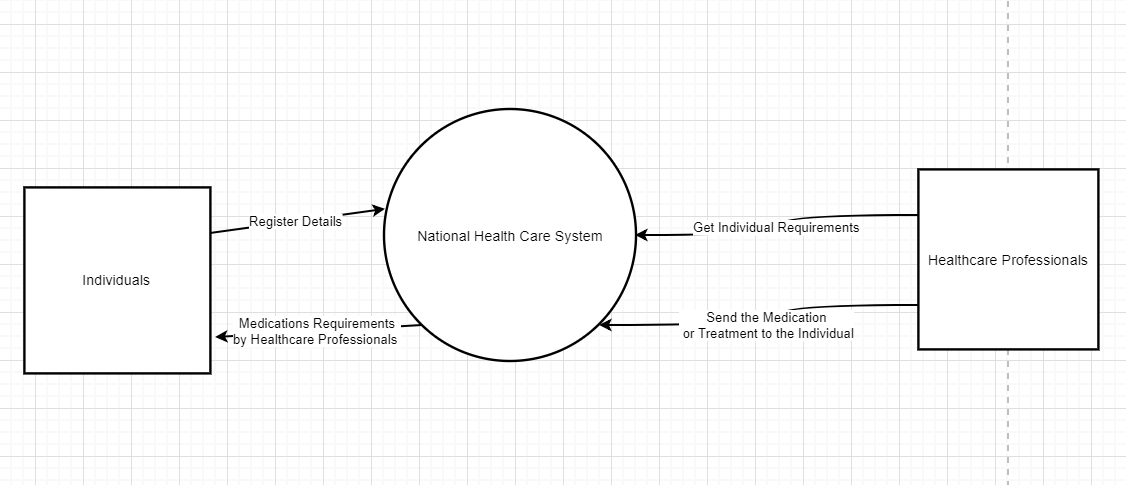 Register Details
National Health Care System
Get Individual Requirements
Individuals
Healthcare Professionals
Medications Requirements
by Healthcare Professionals
Send the Medication
or Treatment to the Individual